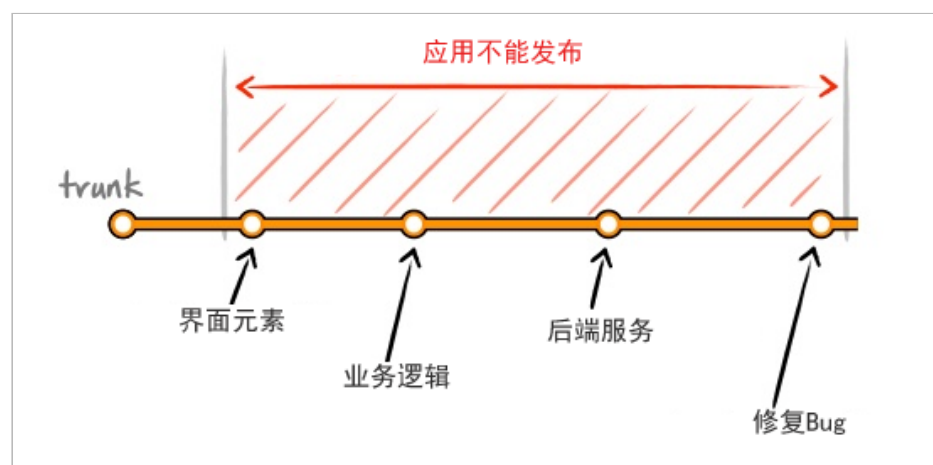 应用不能发布
trunk
界面元素
业务逻辑
后端服务
修复Bug